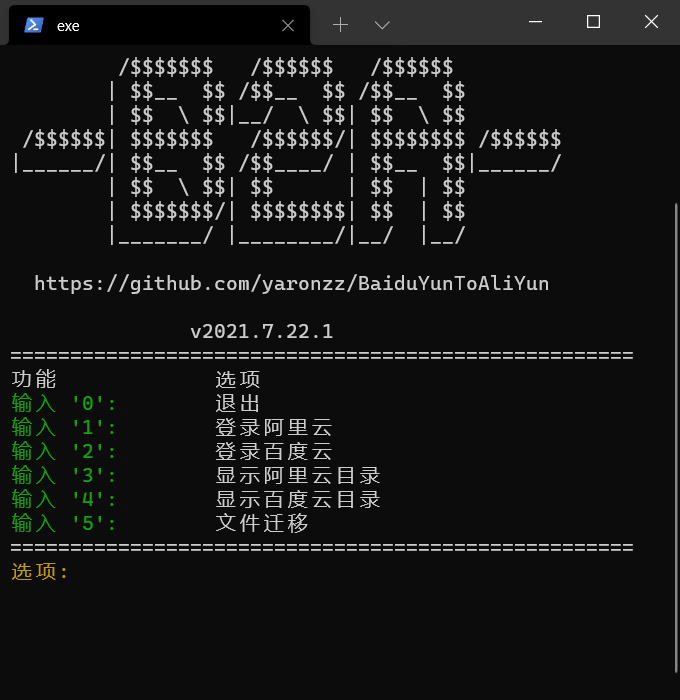 exe
         /$$$$$$$   /$$$$$$   /$$$$$$
        | $$__  $$ /$$__  $$ /$$__  $$
        | $$  \ $$|__/  \ $$| $$  \ $$
 /$$$$$$| $$$$$$$   /$$$$$$/| $$$$$$$$ /$$$$$$
|______/| $$__  $$ /$$____/ | $$__  $$|______/
        | $$  \ $$| $$      | $$  | $$
        | $$$$$$$/| $$$$$$$$| $$  | $$
        |_______/ |________/|__/  |__/
https://github.com/yaronzz/BaiduYunToAliYun
v2021.7.22.1
====================================================
功能 选项
输入 '0': 退出
输入 '1': 登录阿里云
输入 '2': 登录百度云
输入 '3': 显示阿里云目录
输入 '4': 显示百度云目录
输入 '5': 文件迁移
====================================================
选项: